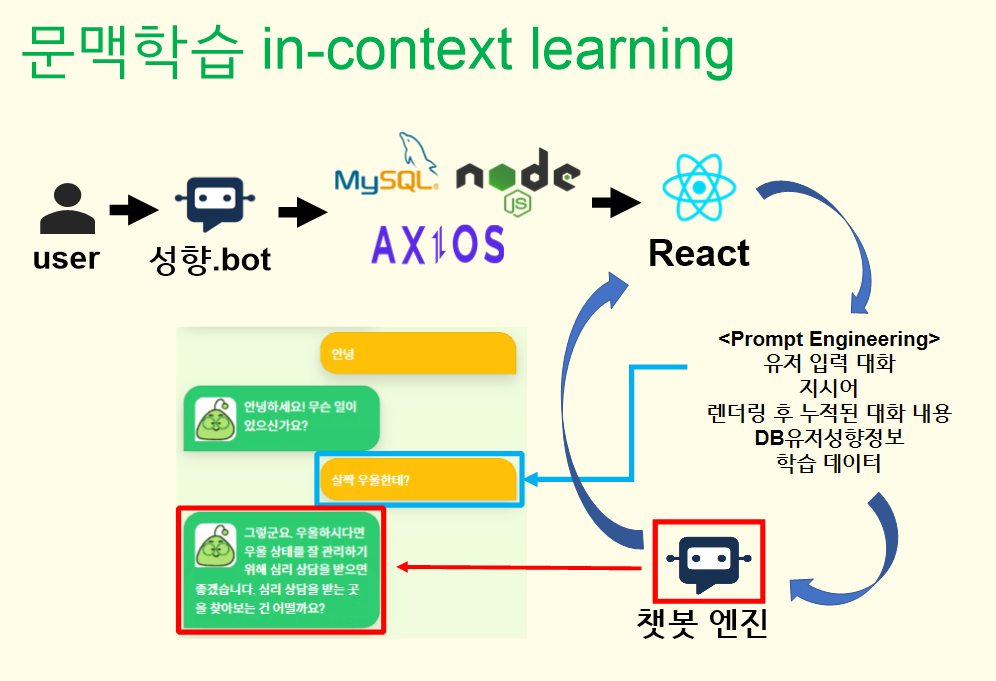 문맥학습 in-context learning
user
성향.bot
MySQL®
node
JS
AXIOS
React
<Prompt Engineering>
유저 입력 대화
지시어
렌더링 후 누적된 대화 내용
DB유저성향정보
학습 데이터
안녕
안녕하세요! 무슨 일이
있으신가요?
살짝 우울한데?
그렇군요. 우울하시다면
우울 상태를 잘 관리하기
위해 심리 상담을 받으면
좋겠습니다. 심리 상담을 받는 곳
을 찾아보는 건 어떨까요?
챗봇 엔진